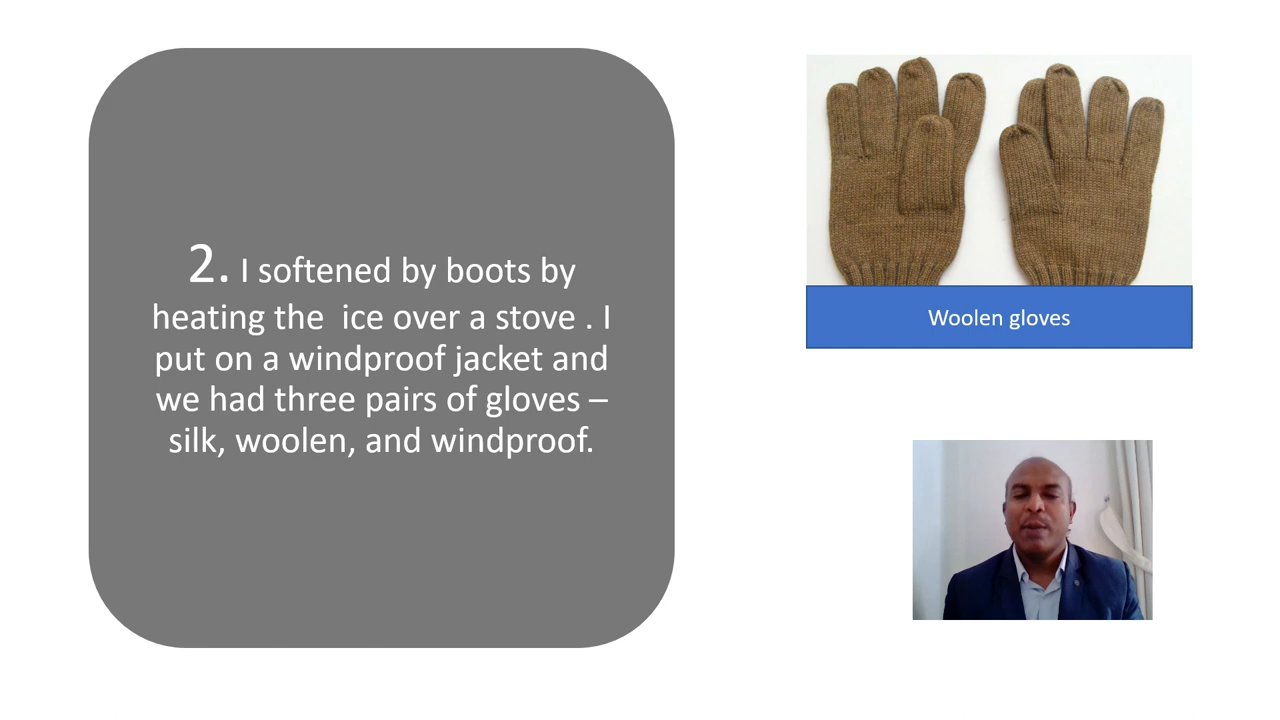 2. I softened by boots by
heating the  ice over a stove . I
put on a windproof jacket and
we had three pairs of gloves –
silk, woolen, and windproof.
Woolen gloves